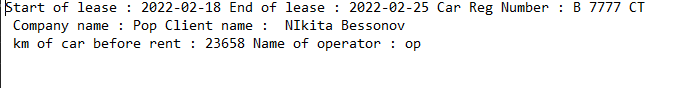 Start of lease : 2022-02-18 End of lease : 2022-02-25 Car Reg Number : B 7777 CT
Company name : Pop Client name :  NIkita Bessonov
km of car before rent : 23658 Name of operator : op